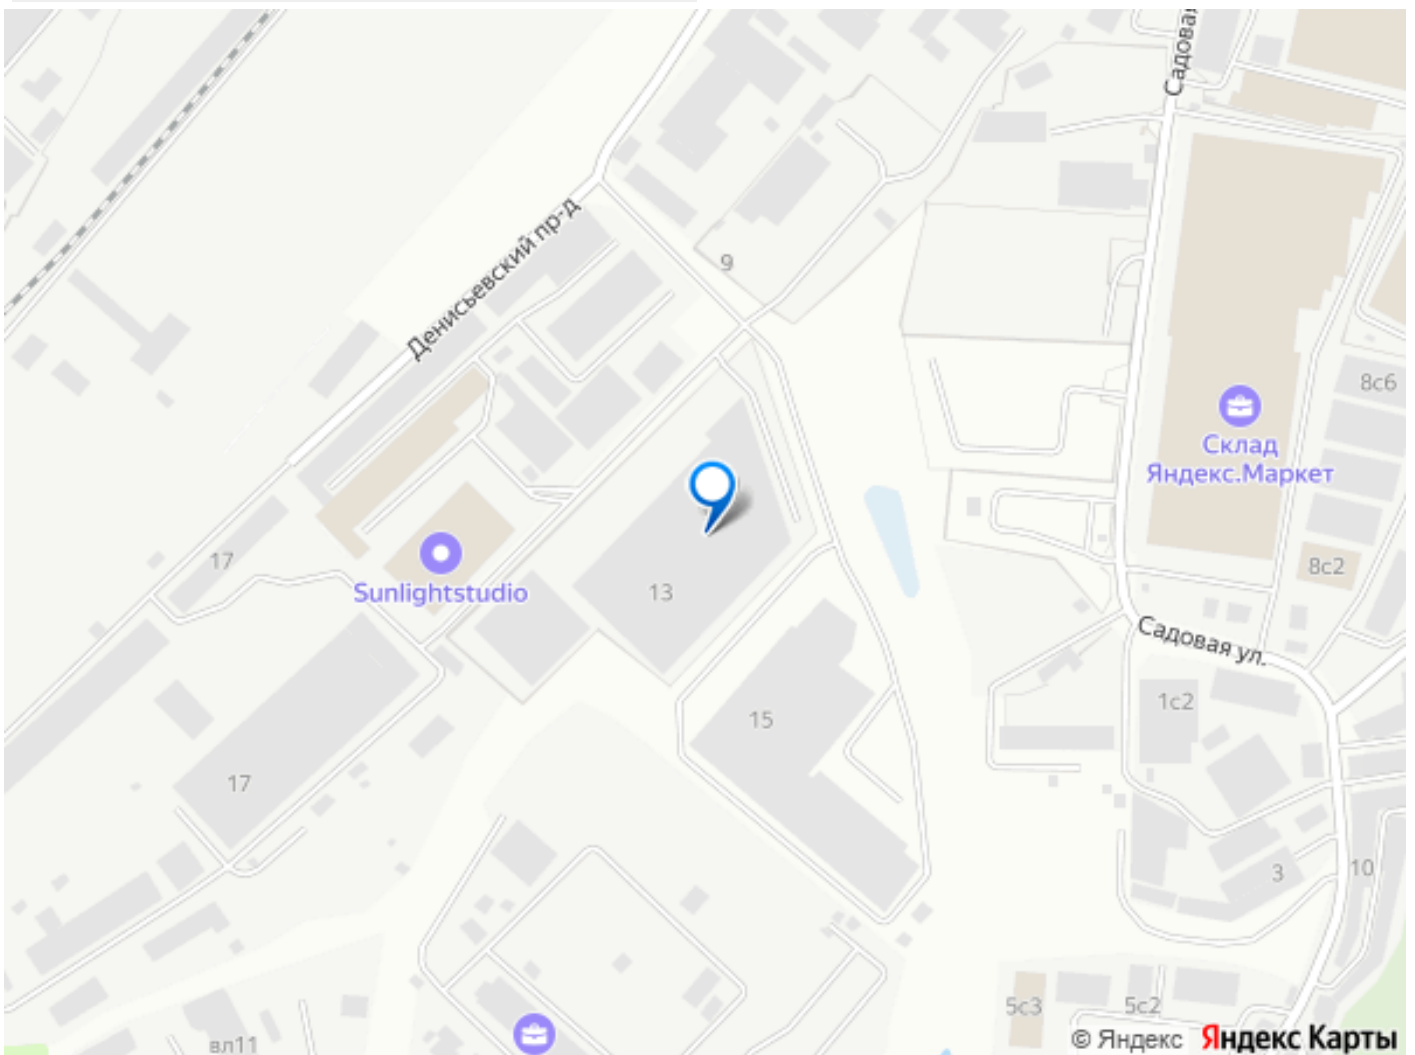 Садовая
Денисьевский пр-д
9
8с6
Склад
Яндекс.Маркет
17
Sunlightstudio
13
8с2
Садовая ул.
1с2
15
17
3
10
5с3
5с2
вл11
© Яндекс Яндекс Карты